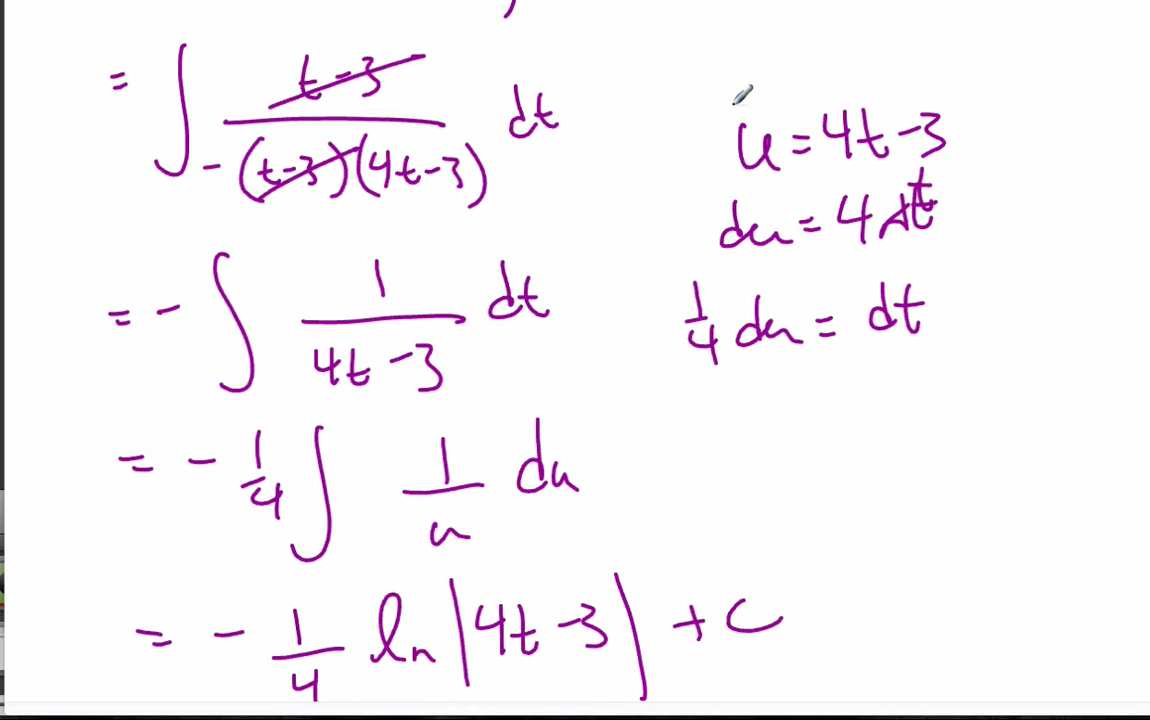 = ∫ (t-3)/(-(t-3)(4t-3)) dt
u = 4t-3
du = 4dt
= -∫ 1/(4t-3) dt
1/4 du = dt
= -1/4 ∫ 1/u du
= -1/4 ln|4t-3| + C